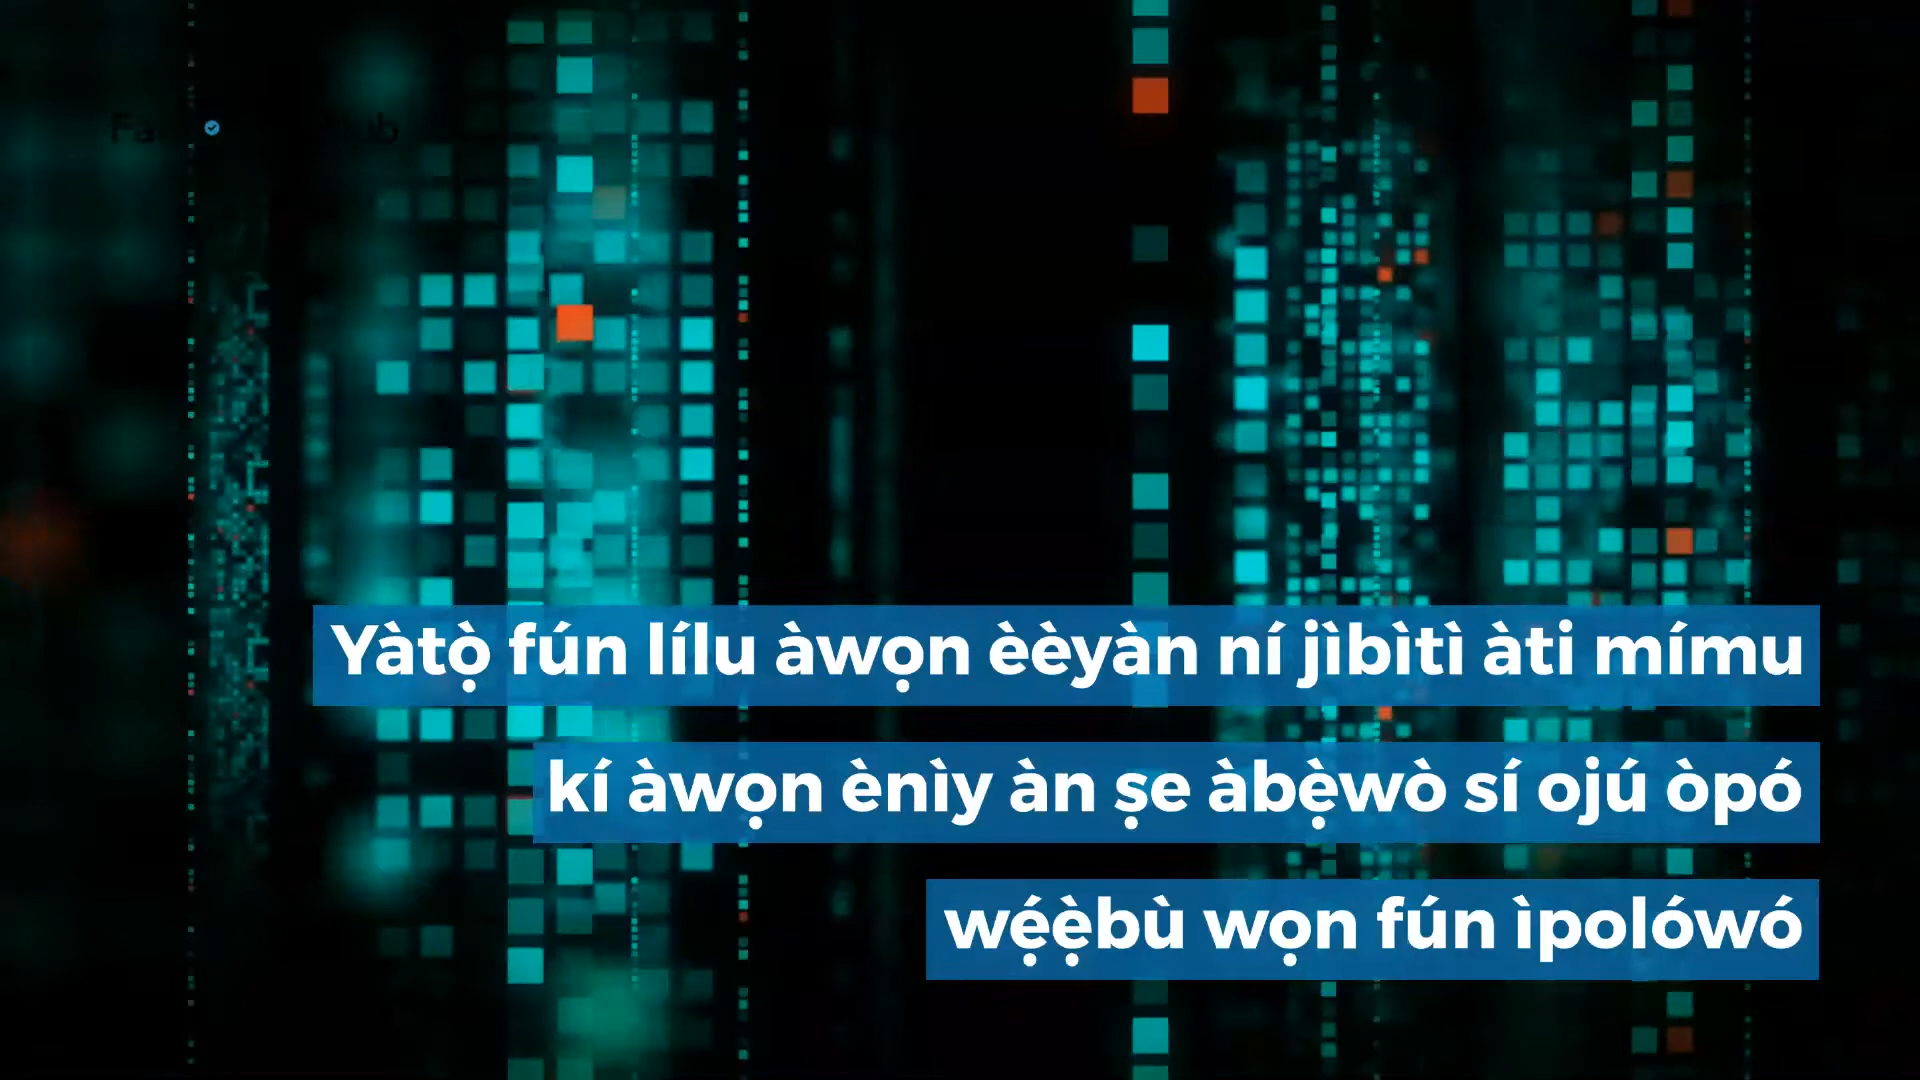 Yàtọ̀ fún lílu àwọn èèyàn ní jìbìtì àti mímu
kí àwọn ènìy àn ṣe àbẹ̀wò sí ojú òpó
wẹ́ẹ̀bù wọn fún ìpolówó